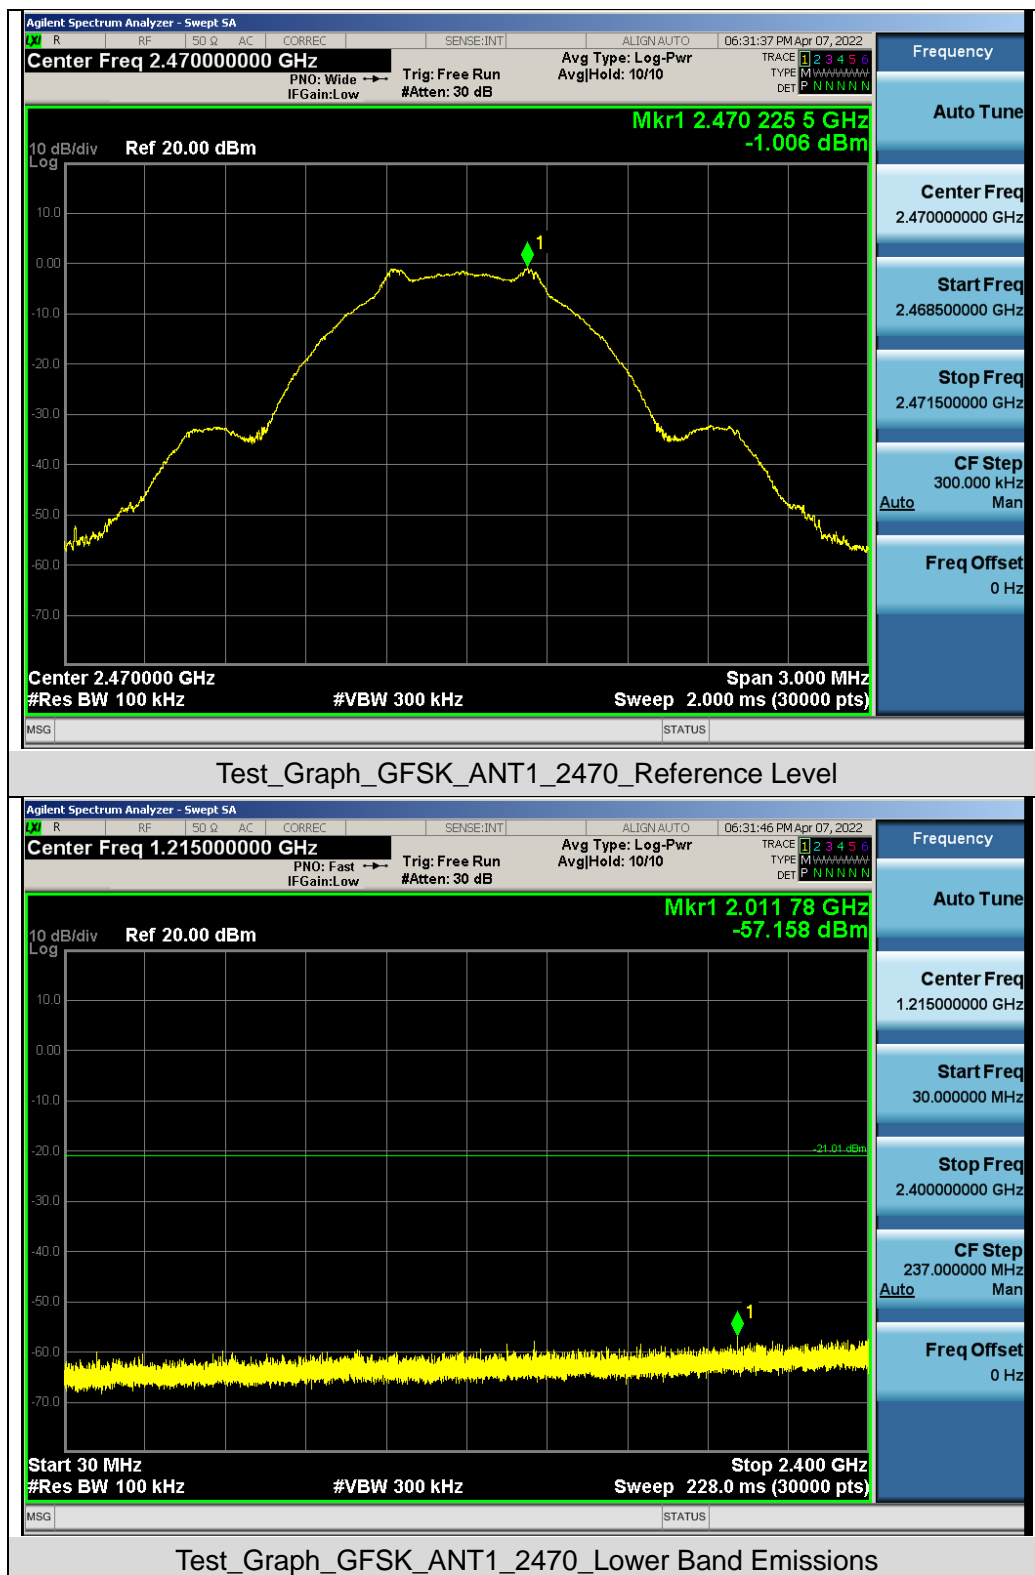 Agilent Spectrum Analyzer - Swept SA
LXI R RF 50 Ω AC CORREC SENSE:INT ALIGN AUTO 06:31:37 PM Apr 07, 2022
Center Freq 2.470000000 GHz
PNO: Wide
IFGain:Low
Trig: Free Run
#Atten: 30 dB
Avg Type: Log-Pwr
Avg|Hold: 10/10
TRACE 1 2 3 4 5 6
TYPE M
DET P N N N N N
Mkr1 2.470 225 5 GHz
-1.006 dBm
10 dB/div Ref 20.00 dBm
Log
10.0
0.00
-10.0
-20.0
-30.0
-40.0
-50.0
-60.0
-70.0
1
Center 2.470000 GHz Span 3.000 MHz
#Res BW 100 kHz #VBW 300 kHz Sweep 2.000 ms (30000 pts)
MSG STATUS
Frequency
Auto Tune
Center Freq
2.470000000 GHz
Start Freq
2.468500000 GHz
Stop Freq
2.471500000 GHz
CF Step
300.000 kHz
Auto Man
Freq Offset
0 Hz
Test_Graph_GFSK_ANT1_2470_Reference Level
Agilent Spectrum Analyzer - Swept SA
LXI R RF 50 Ω AC CORREC SENSE:INT ALIGN AUTO 06:31:46 PM Apr 07, 2022
Center Freq 1.215000000 GHz
PNO: Fast
IFGain:Low
Trig: Free Run
#Atten: 30 dB
Avg Type: Log-Pwr
Avg|Hold: 10/10
TRACE 1 2 3 4 5 6
TYPE M
DET P N N N N N
Mkr1 2.011 78 GHz
-57.158 dBm
10 dB/div Ref 20.00 dBm
Log
10.0
0.00
-10.0
-20.0
-30.0
-40.0
-50.0
-60.0
-70.0
-21.01 dBm
1
Start 30 MHz Stop 2.400 GHz
#Res BW 100 kHz #VBW 300 kHz Sweep 228.0 ms (30000 pts)
MSG STATUS
Frequency
Auto Tune
Center Freq
1.215000000 GHz
Start Freq
30.000000 MHz
Stop Freq
2.400000000 GHz
CF Step
237.000000 MHz
Auto Man
Freq Offset
0 Hz
Test_Graph_GFSK_ANT1_2470_Lower Band Emissions